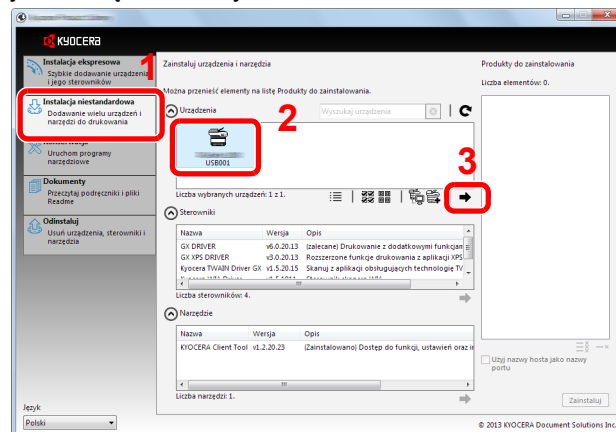 KYOCERA
1
Instalacja ekspresowa
Szybkie dodawanie urządzenia
i jego sterowników
Instalacja niestandardowa
Dodawanie wielu urządzeń i
narzędzi do drukowania
Uruchom programy
narzędziowe
Dokumenty
Przeczytaj podręczniki i pliki
Readme
Odinstaluj
Usuń urządzenia, sterowniki i
narzędzia
Język
Polski
Zainstaluj urządzenia i narzędzia
Można przenieść elementy na listę Produkty do zainstalowania.
Urządzenia
2
Wyszukaj urządzenie
USB001
3
Liczba wybranych urządzeń: 1 z 1.
Sterowniki
Nazwa Wersja Opis
GX DRIVER v6.0.20.13 (zalecane) Drukowanie z dodatkowymi funkcjam
GX XPS DRIVER v3.0.20.13 Rozszerzone funkcje drukowania z aplikacji XPS
Kyocera TWAIN Driver GX v1.5.20.15 Skanuj z aplikacji obsługujących technologię TV
Liczba sterowników: 4.
Narzędzie
Nazwa Wersja Opis
KYOCERA Client Tool v1.2.20.23 (Zainstalowano) Dostęp do funkcji, ustawień oraz i
Liczba narzędzi: 1.
Produkty do zainstalowania
Liczba elementów: 0.
Użyj nazwy hosta jako nazwy
portu
Zainstaluj
© 2013 KYOCERA Document Solutions Inc.